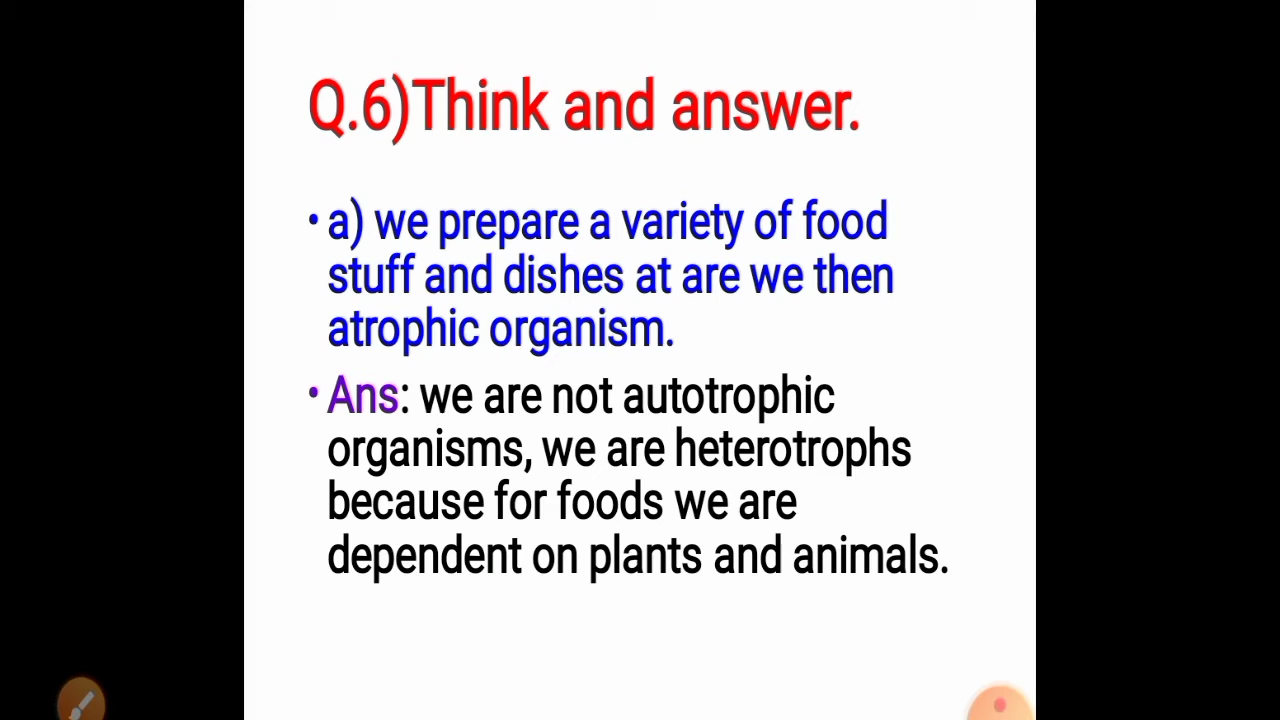 Q.6)Think and answer.
• a) we prepare a variety of food
stuff and dishes at are we then
atrophic organism.
• Ans: we are not autotrophic
organisms, we are heterotrophs
because for foods we are
dependent on plants and animals.